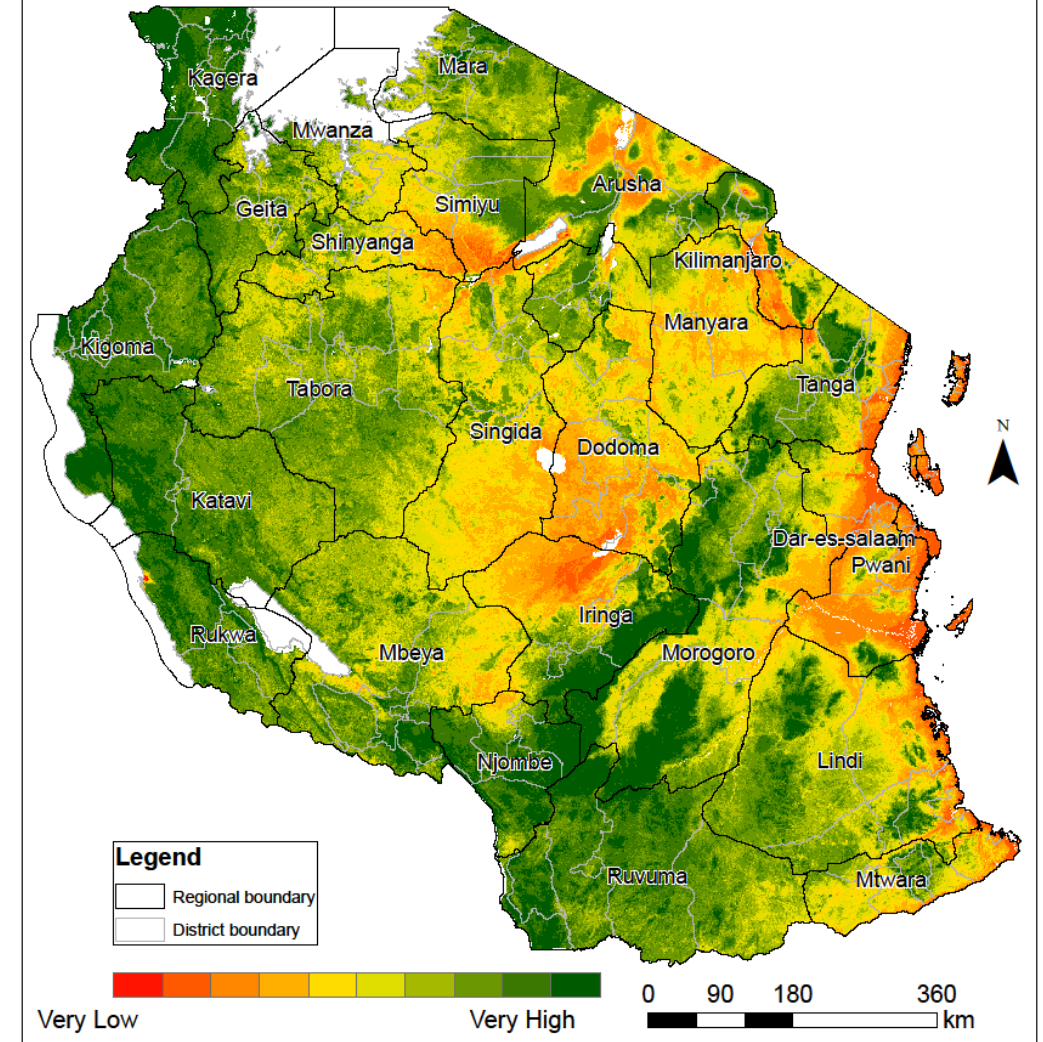 Kagera
Mara
Mwanza
Arusha
Geita
Simiyu
Shinyanga
Kilimanjaro
Manyara
Kigoma
Tabora
Tanga
Singida
Dodoma
N
Katavi
Dar-es-salaam
Pwani
Iringa
Rukwa
Mbeya
Morogoro
Njombe
Lindi
Ruvuma
Mtwara
Legend
Regional boundary
District boundary
Very Low
Very High
0 90 180 360
km